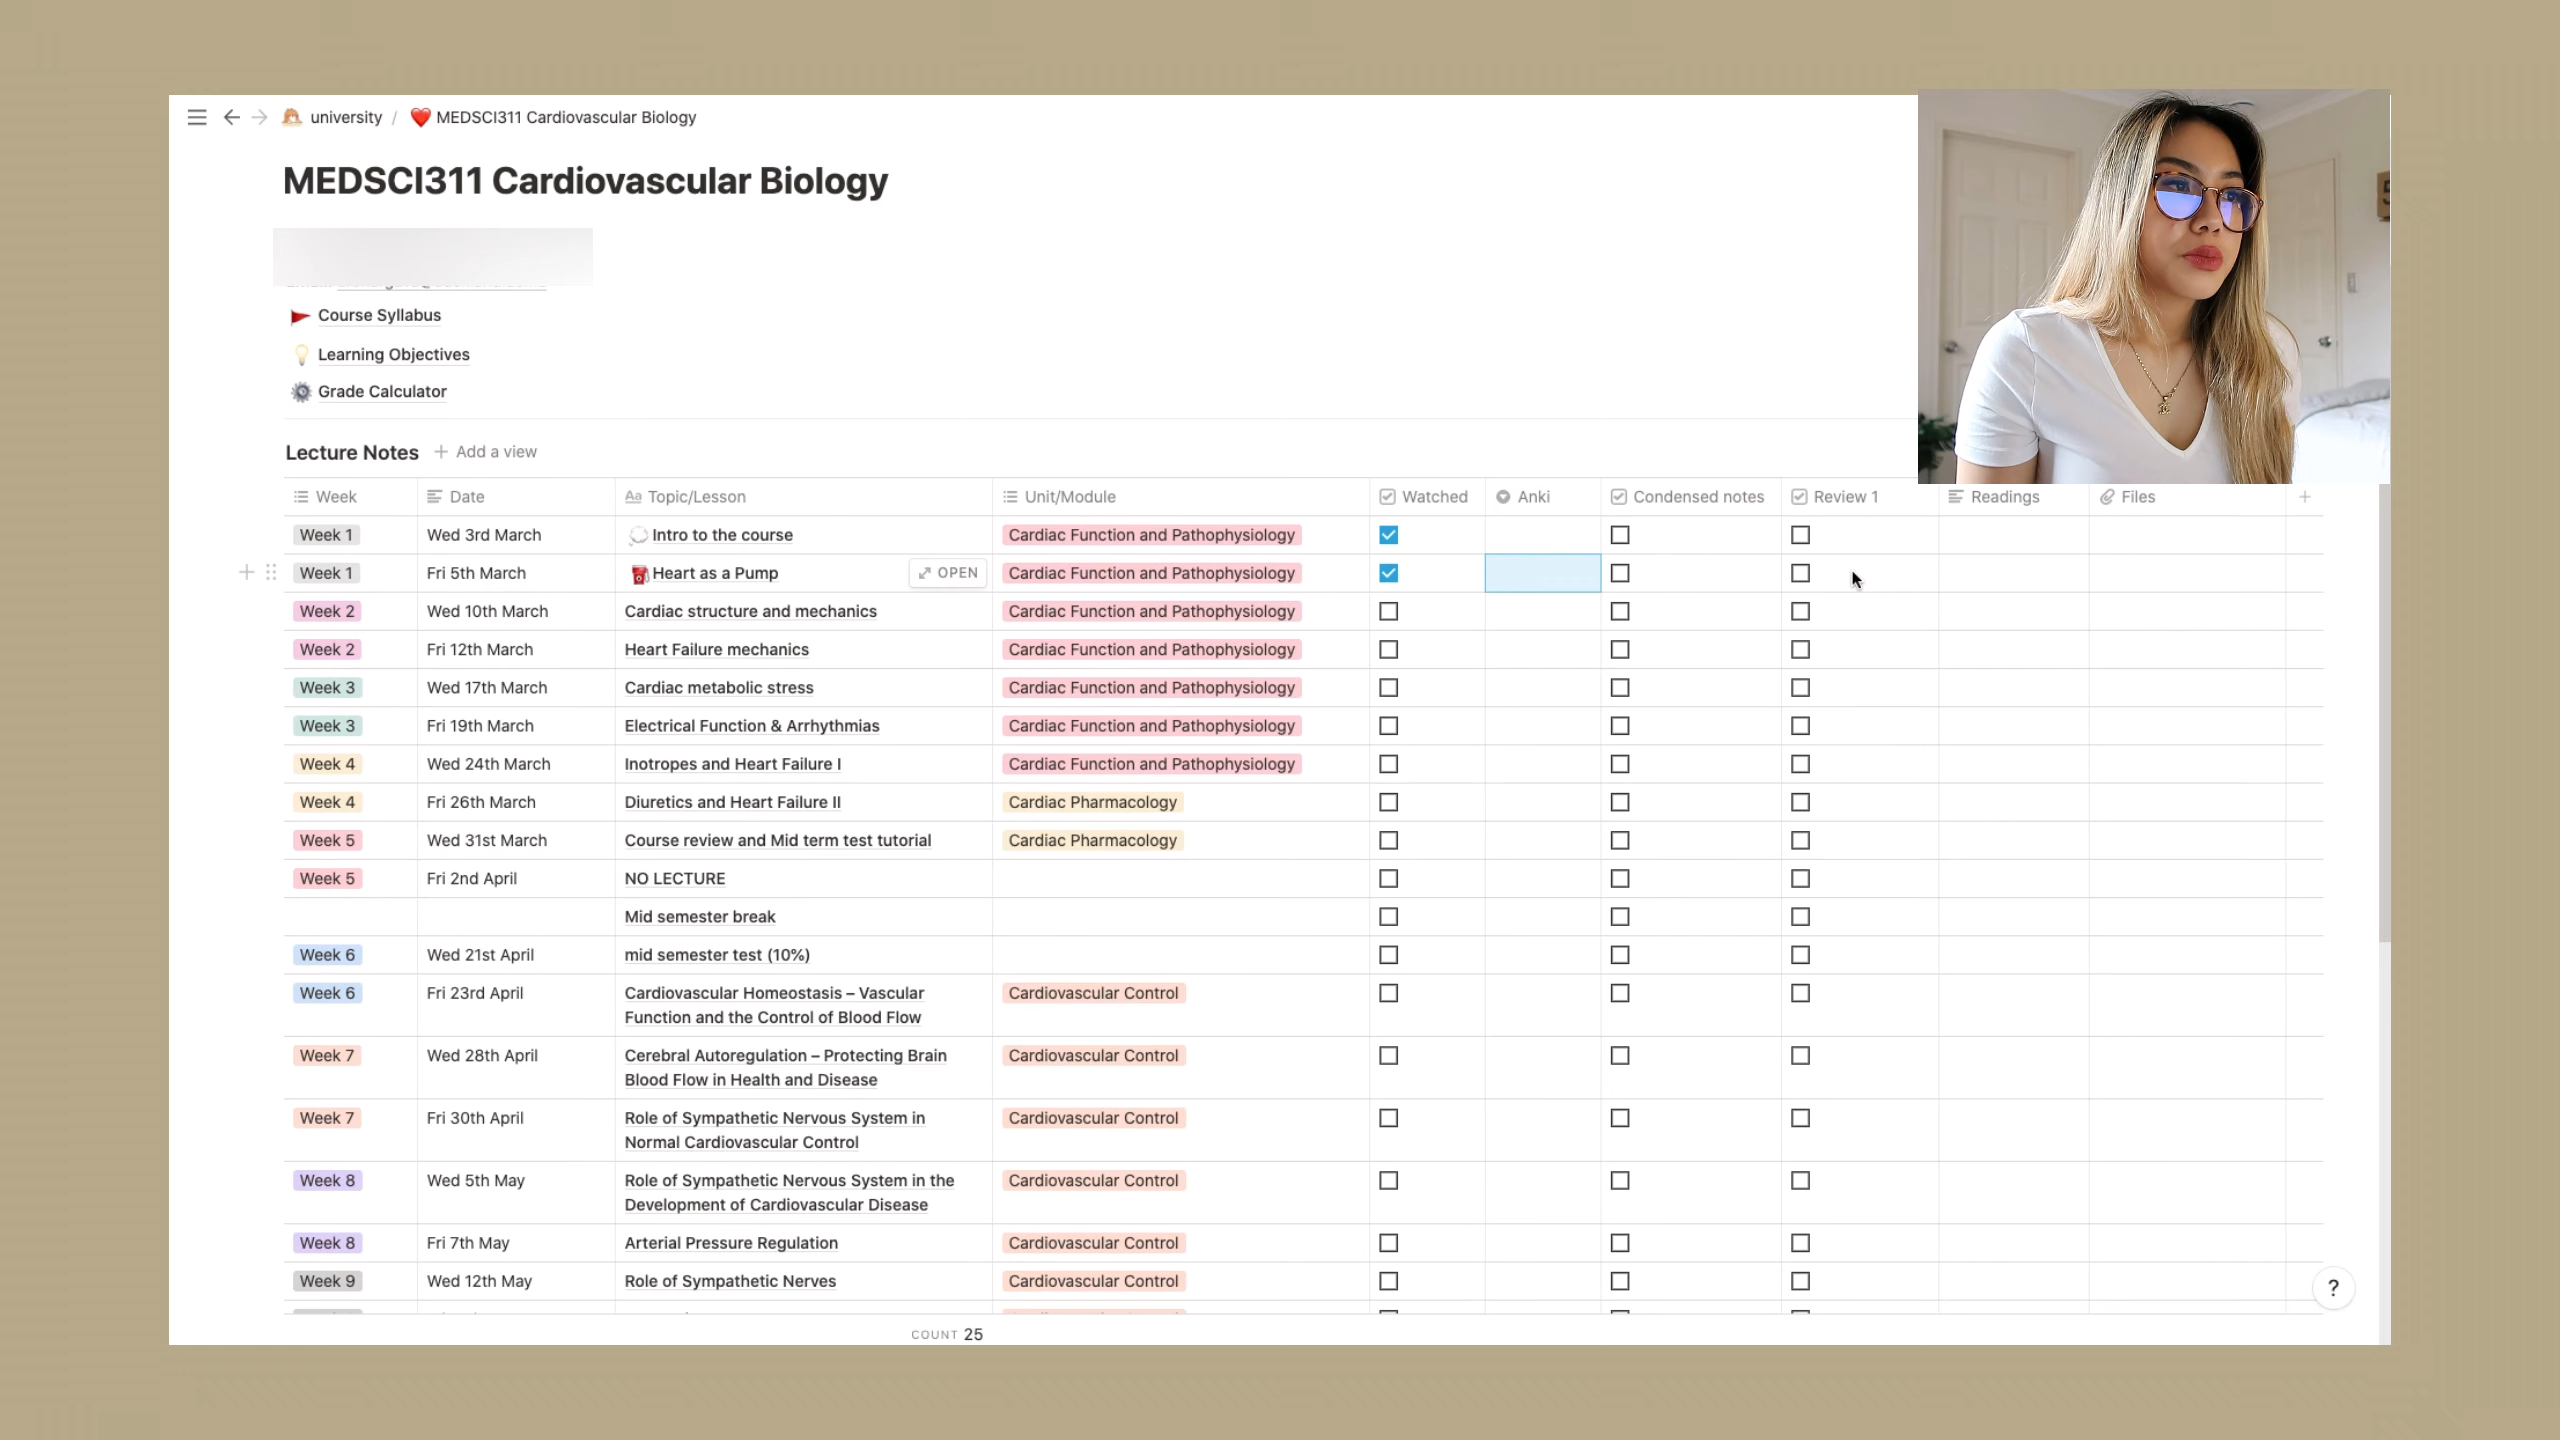 university / MEDSCI311 Cardiovascular Biology
MEDSCI311 Cardiovascular Biology
Course Syllabus
Learning Objectives
Grade Calculator
Lecture Notes + Add a view
Week Date Aa Topic/Lesson Unit/Module Watched Anki Condensed notes Review 1 Readings Files +
Week 1 Wed 3rd March Intro to the course Cardiac Function and Pathophysiology
Week 1 Fri 5th March Heart as a Pump OPEN Cardiac Function and Pathophysiology
Week 2 Wed 10th March Cardiac structure and mechanics Cardiac Function and Pathophysiology
Week 2 Fri 12th March Heart Failure mechanics Cardiac Function and Pathophysiology
Week 3 Wed 17th March Cardiac metabolic stress Cardiac Function and Pathophysiology
Week 3 Fri 19th March Electrical Function & Arrhythmias Cardiac Function and Pathophysiology
Week 4 Wed 24th March Inotropes and Heart Failure I Cardiac Function and Pathophysiology
Week 4 Fri 26th March Diuretics and Heart Failure II Cardiac Pharmacology
Week 5 Wed 31st March Course review and Mid term test tutorial Cardiac Pharmacology
Week 5 Fri 2nd April NO LECTURE
Mid semester break
Week 6 Wed 21st April mid semester test (10%)
Week 6 Fri 23rd April Cardiovascular Homeostasis – Vascular Cardiovascular Control
Function and the Control of Blood Flow
Week 7 Wed 28th April Cerebral Autoregulation – Protecting Brain Cardiovascular Control
Blood Flow in Health and Disease
Week 7 Fri 30th April Role of Sympathetic Nervous System in Cardiovascular Control
Normal Cardiovascular Control
Week 8 Wed 5th May Role of Sympathetic Nervous System in the Cardiovascular Control
Development of Cardiovascular Disease
Week 8 Fri 7th May Arterial Pressure Regulation Cardiovascular Control
Week 9 Wed 12th May Role of Sympathetic Nerves Cardiovascular Control
?
COUNT 25